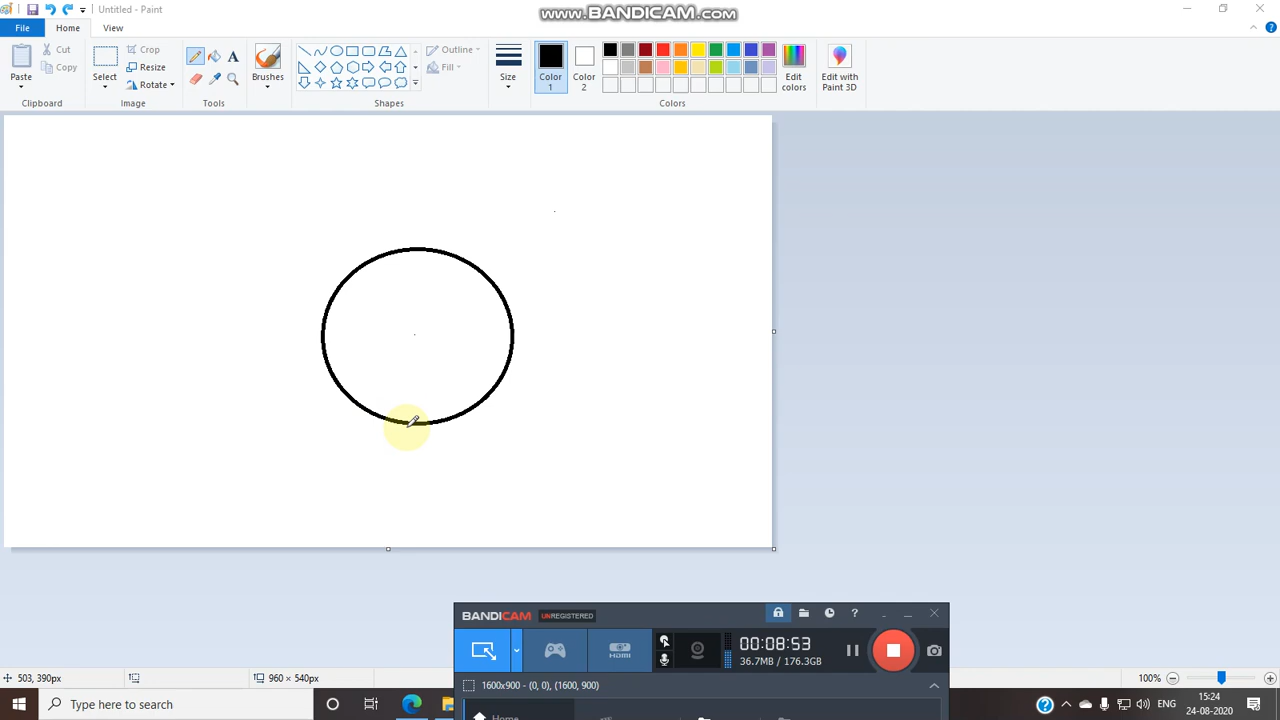 Untitled - Paint
www.BANDICAM.com
File
Home
View
Paste
Cut
Copy
Clipboard
Select
Crop
Resize
Rotate
Image
A
Tools
Brushes
Outline
Fill
Shapes
Size
Color 1
Color 2
Edit colors
Edit with Paint 3D
Colors
BANDICAM UNREGISTERED
HDMI
00:08:53
36.7MB / 176.3GB
1600x900 - (0, 0), (1600, 900)
Home
503, 390px
960 × 540px
100%
Type here to search
ENG
15:24
24-08-2020